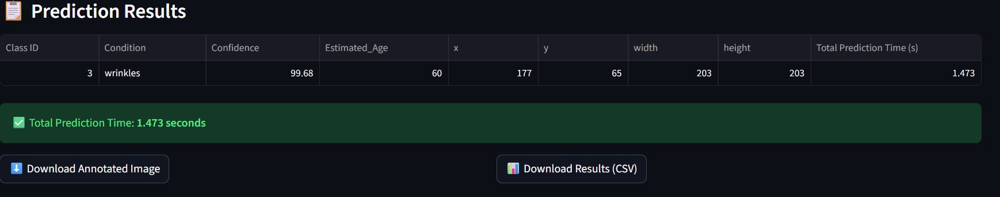 Prediction Results
Class ID Condition Confidence Estimated_Age x y width height Total Prediction Time (s)
3 wrinkles 99.68 60 177 65 203 203 1.473
Total Prediction Time: 1.473 seconds
Download Annotated Image Download Results (CSV)